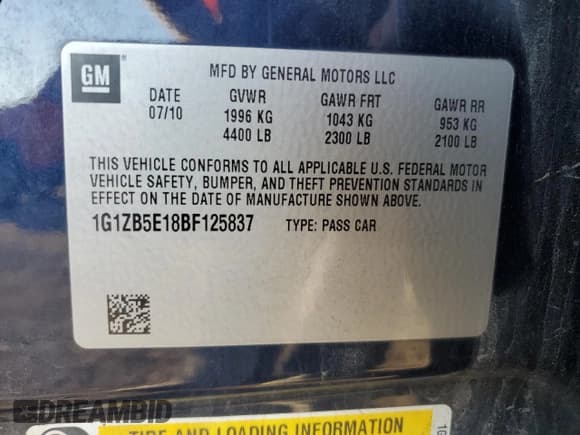 GM
MFD BY GENERAL MOTORS LLC
DATE GVWR GAWR FRT GAWR RR
07/10 1996 KG 1043 KG 953 KG
4400 LB 2300 LB 2100 LB
THIS VEHICLE CONFORMS TO ALL APPLICABLE U.S. FEDERAL MOTOR
VEHICLE SAFETY, BUMPER, AND THEFT PREVENTION STANDARDS IN
EFFECT ON THE DATE OF MANUFACTURE SHOWN ABOVE.
1G1ZB5E18BF125837 TYPE: PASS CAR
DREAMBID
TIRE AND LOADING INFORMATION